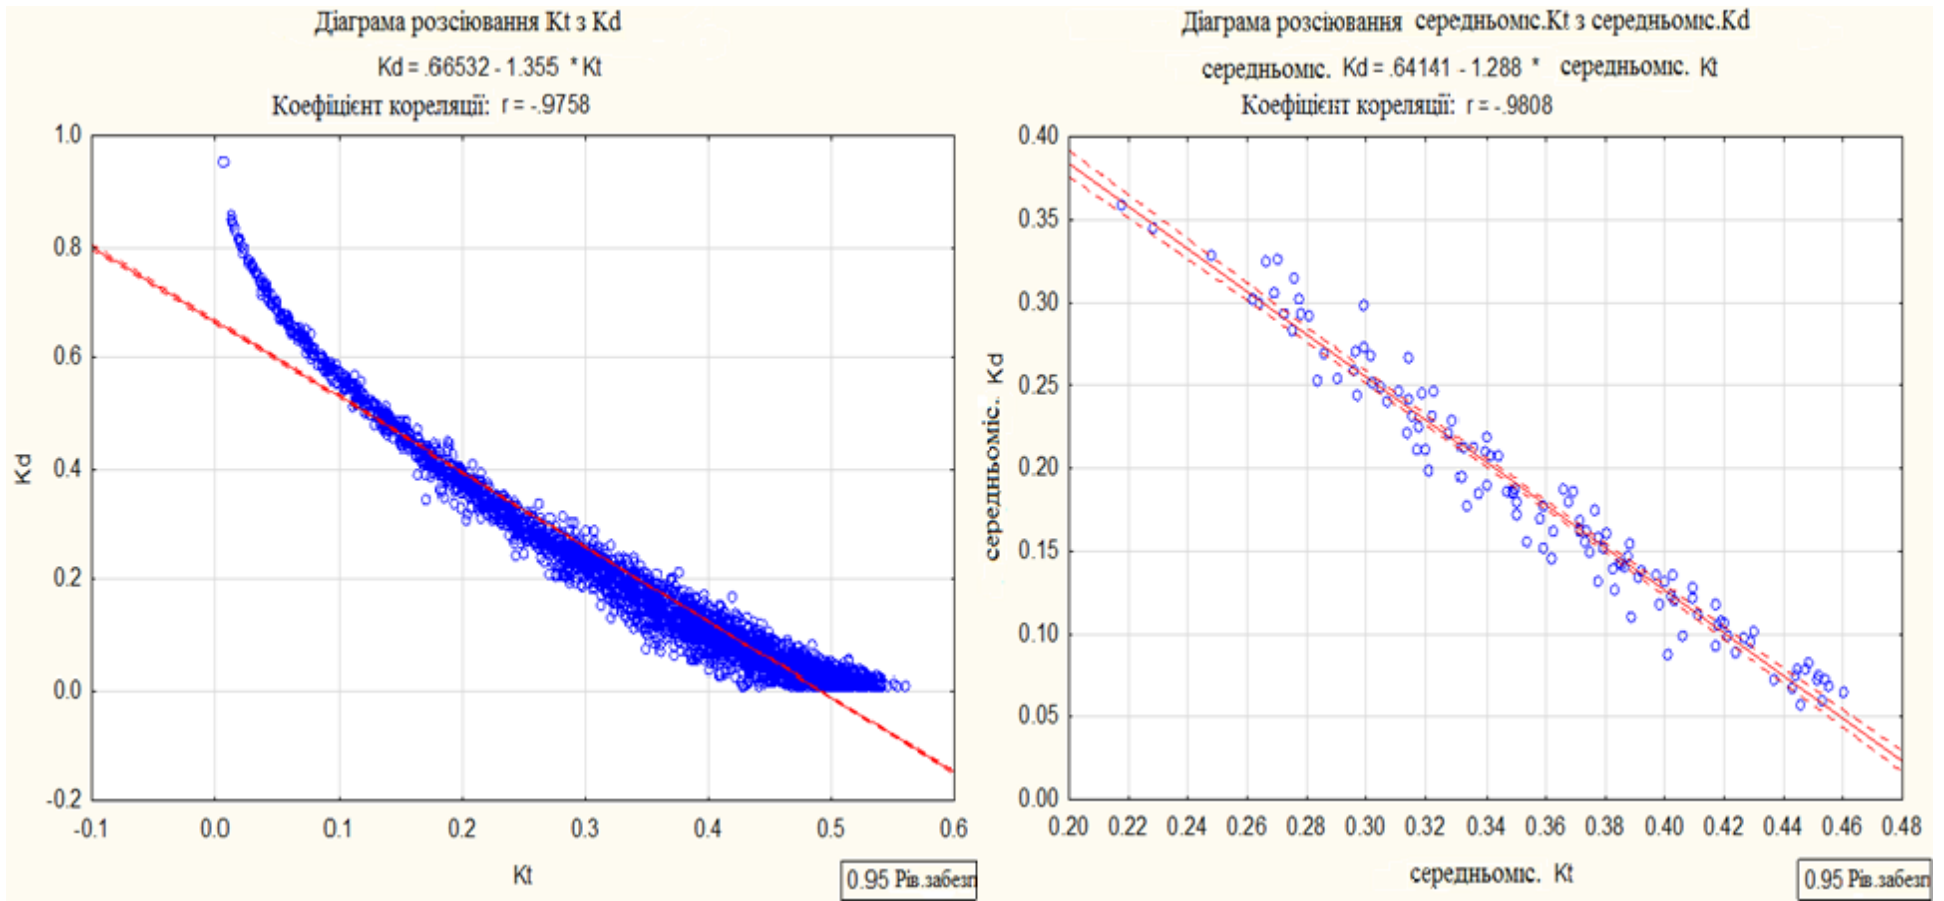 Діаграма розсіювання Kt з Kd
Kd = .66532 - 1.355 * Kt
Коефіцієнт кореляції: r = -.9758
1.0
0.8
0.6
0.4
0.2
0.0
-0.2
Kd
-0.1 0.0 0.1 0.2 0.3 0.4 0.5 0.6
Kt
0.95 Рів.забезп
Діаграма розсіювання середньоміс.Kt з середньоміс.Kd
середньоміс. Kd = .64141 - 1.288 * середньоміс. Kt
Коефіцієнт кореляції: r = -.9808
0.40
0.35
0.30
0.25
0.20
0.15
0.10
0.05
0.00
середньоміс. Kd
0.20 0.22 0.24 0.26 0.28 0.30 0.32 0.34 0.36 0.38 0.40 0.42 0.44 0.46 0.48
середньоміс. Kt
0.95 Рів.забезп